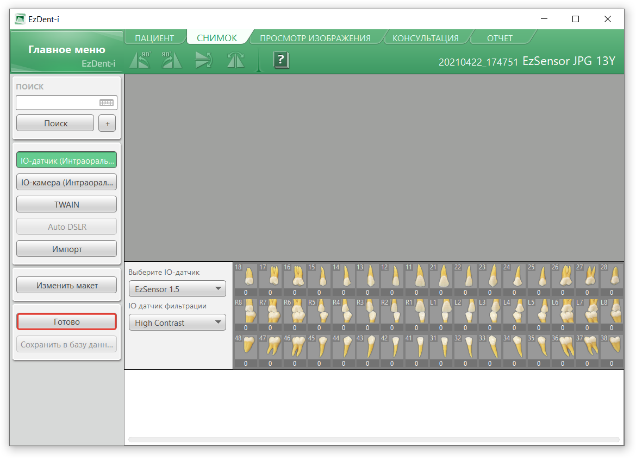 EzDent-i
Главное меню
EzDent-i
ПАЦИЕНТ
СНИМОК
ПРОСМОТР ИЗОБРАЖЕНИЯ
КОНСУЛЬТАЦИЯ
ОТЧЕТ
90 90 ?
20210422_174751 EzSensor JPG 13Y
ПОИСК
Поиск
+
IO-датчик (Интраораль...
IO-камера (Интраорал...
TWAIN
Auto DSLR
Импорт
Изменить макет
Готово
Сохранить в базу данн...
Выберите IO-датчик
EzSensor 1.5
IO датчик фильтрации
High Contrast
18 17 16 15 14 13 12 11 21 22 23 24 25 26 27 28
0 0 0 0 0 0 0 0 0 0 0 0 0 0 0 0
R8 R7 R6 R5 R4 R3 R2 R1 L1 L2 L3 L4 L5 L6 L7 L8
0 0 0 0 0 0 0 0 0 0 0 0 0 0 0 0
48 47 46 45 44 43 42 41 31 32 33 34 35 36 37 38
0 0 0 0 0 0 0 0 0 0 0 0 0 0 0 0